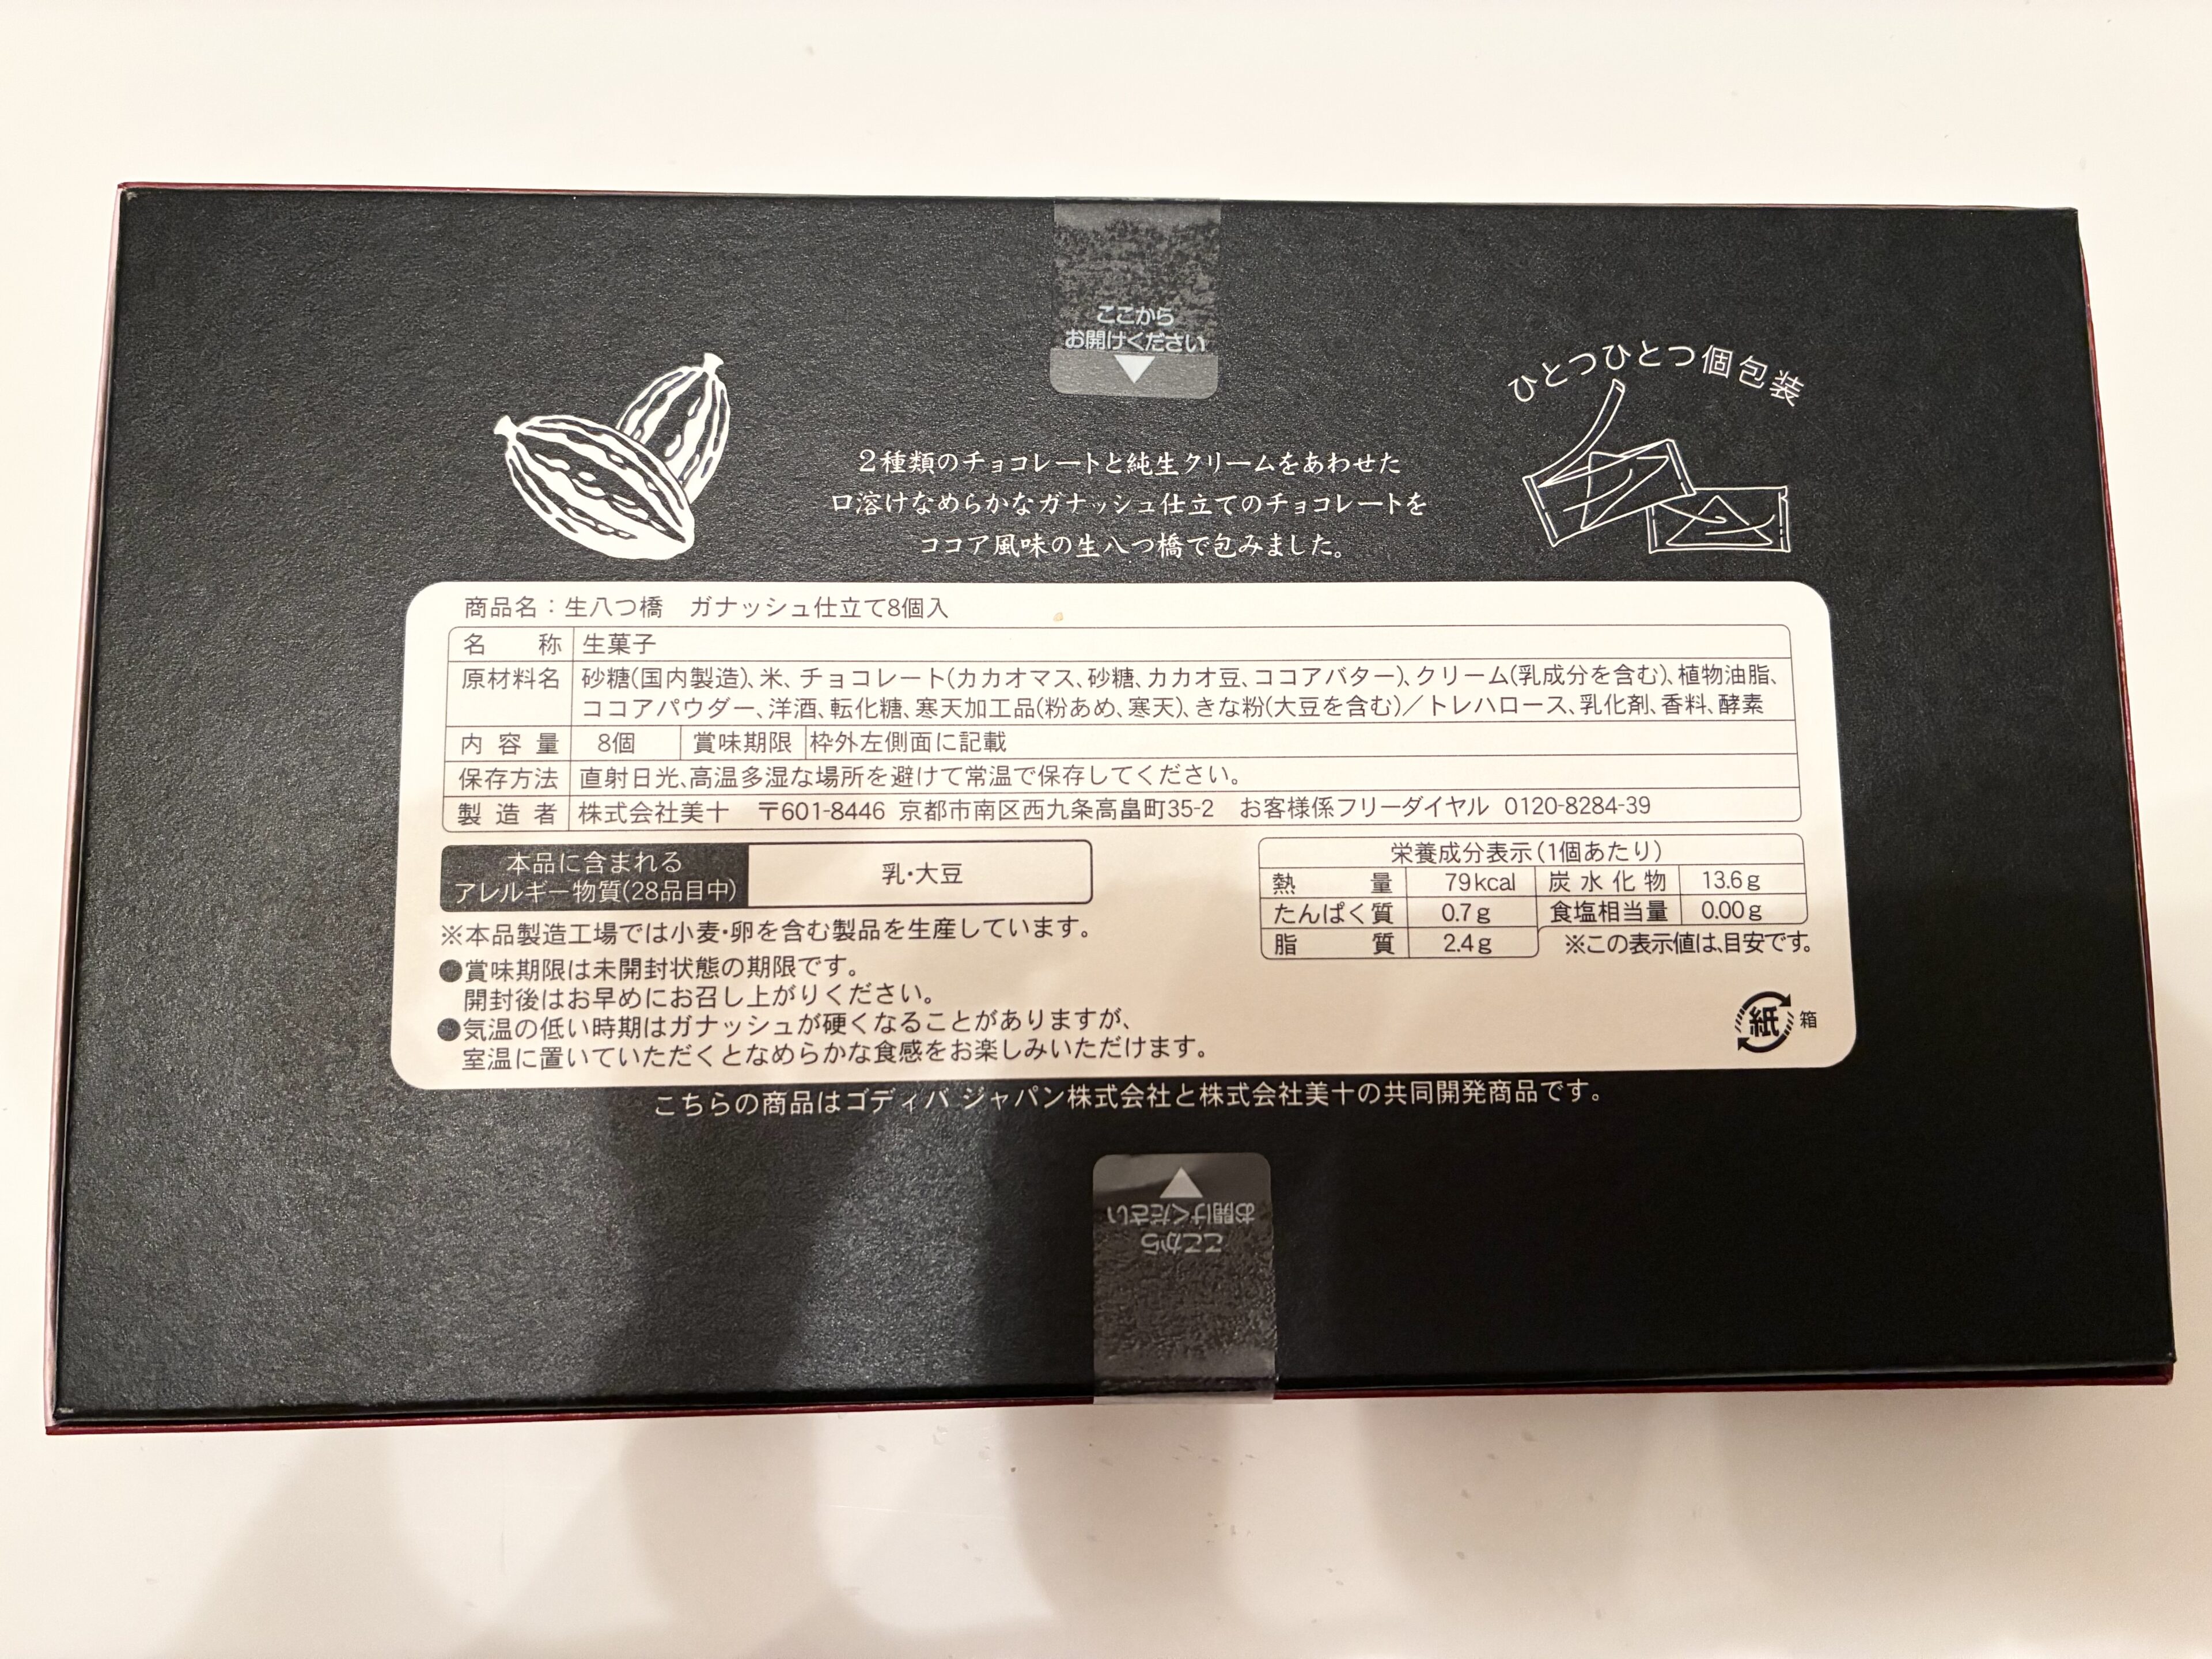 ここから
お開けください
ひとつひとつ個包装
2種類のチョコレートと純生クリームをあわせた
口溶けなめらかなガナッシュ仕立てのチョコレートを
ココア風味の生八つ橋で包みました。
商品名：生八つ橋　ガナッシュ仕立て8個入
名称 生菓子
原材料名 砂糖(国内製造)、米、チョコレート(カカオマス、砂糖、カカオ豆、ココアバター)、クリーム(乳成分を含む)、植物油脂、
ココアパウダー、洋酒、転化糖、寒天加工品(粉あめ、寒天)、きな粉(大豆を含む)／トレハロース、乳化剤、香料、酵素
内容量 8個 賞味期限 枠外左側面に記載
保存方法 直射日光、高温多湿な場所を避けて常温で保存してください。
製造者 株式会社美十　〒601-8446 京都市南区西九条高畠町35-2　お客様係フリーダイヤル 0120-8284-39
本品に含まれる
アレルギー物質(28品目中)
乳・大豆
※本品製造工場では小麦・卵を含む製品を生産しています。
●賞味期限は未開封状態の期限です。
開封後はお早めにお召し上がりください。
●気温の低い時期はガナッシュが硬くなることがありますが、
室温に置いていただくとなめらかな食感をお楽しみいただけます。
栄養成分表示(1個あたり)
熱量 79kcal 炭水化物 13.6g
たんぱく質 0.7g 食塩相当量 0.00g
脂質 2.4g ※この表示値は、目安です。
紙 箱
こちらの商品はゴディバ ジャパン株式会社と株式会社美十の共同開発商品です。
ここから
お開けください